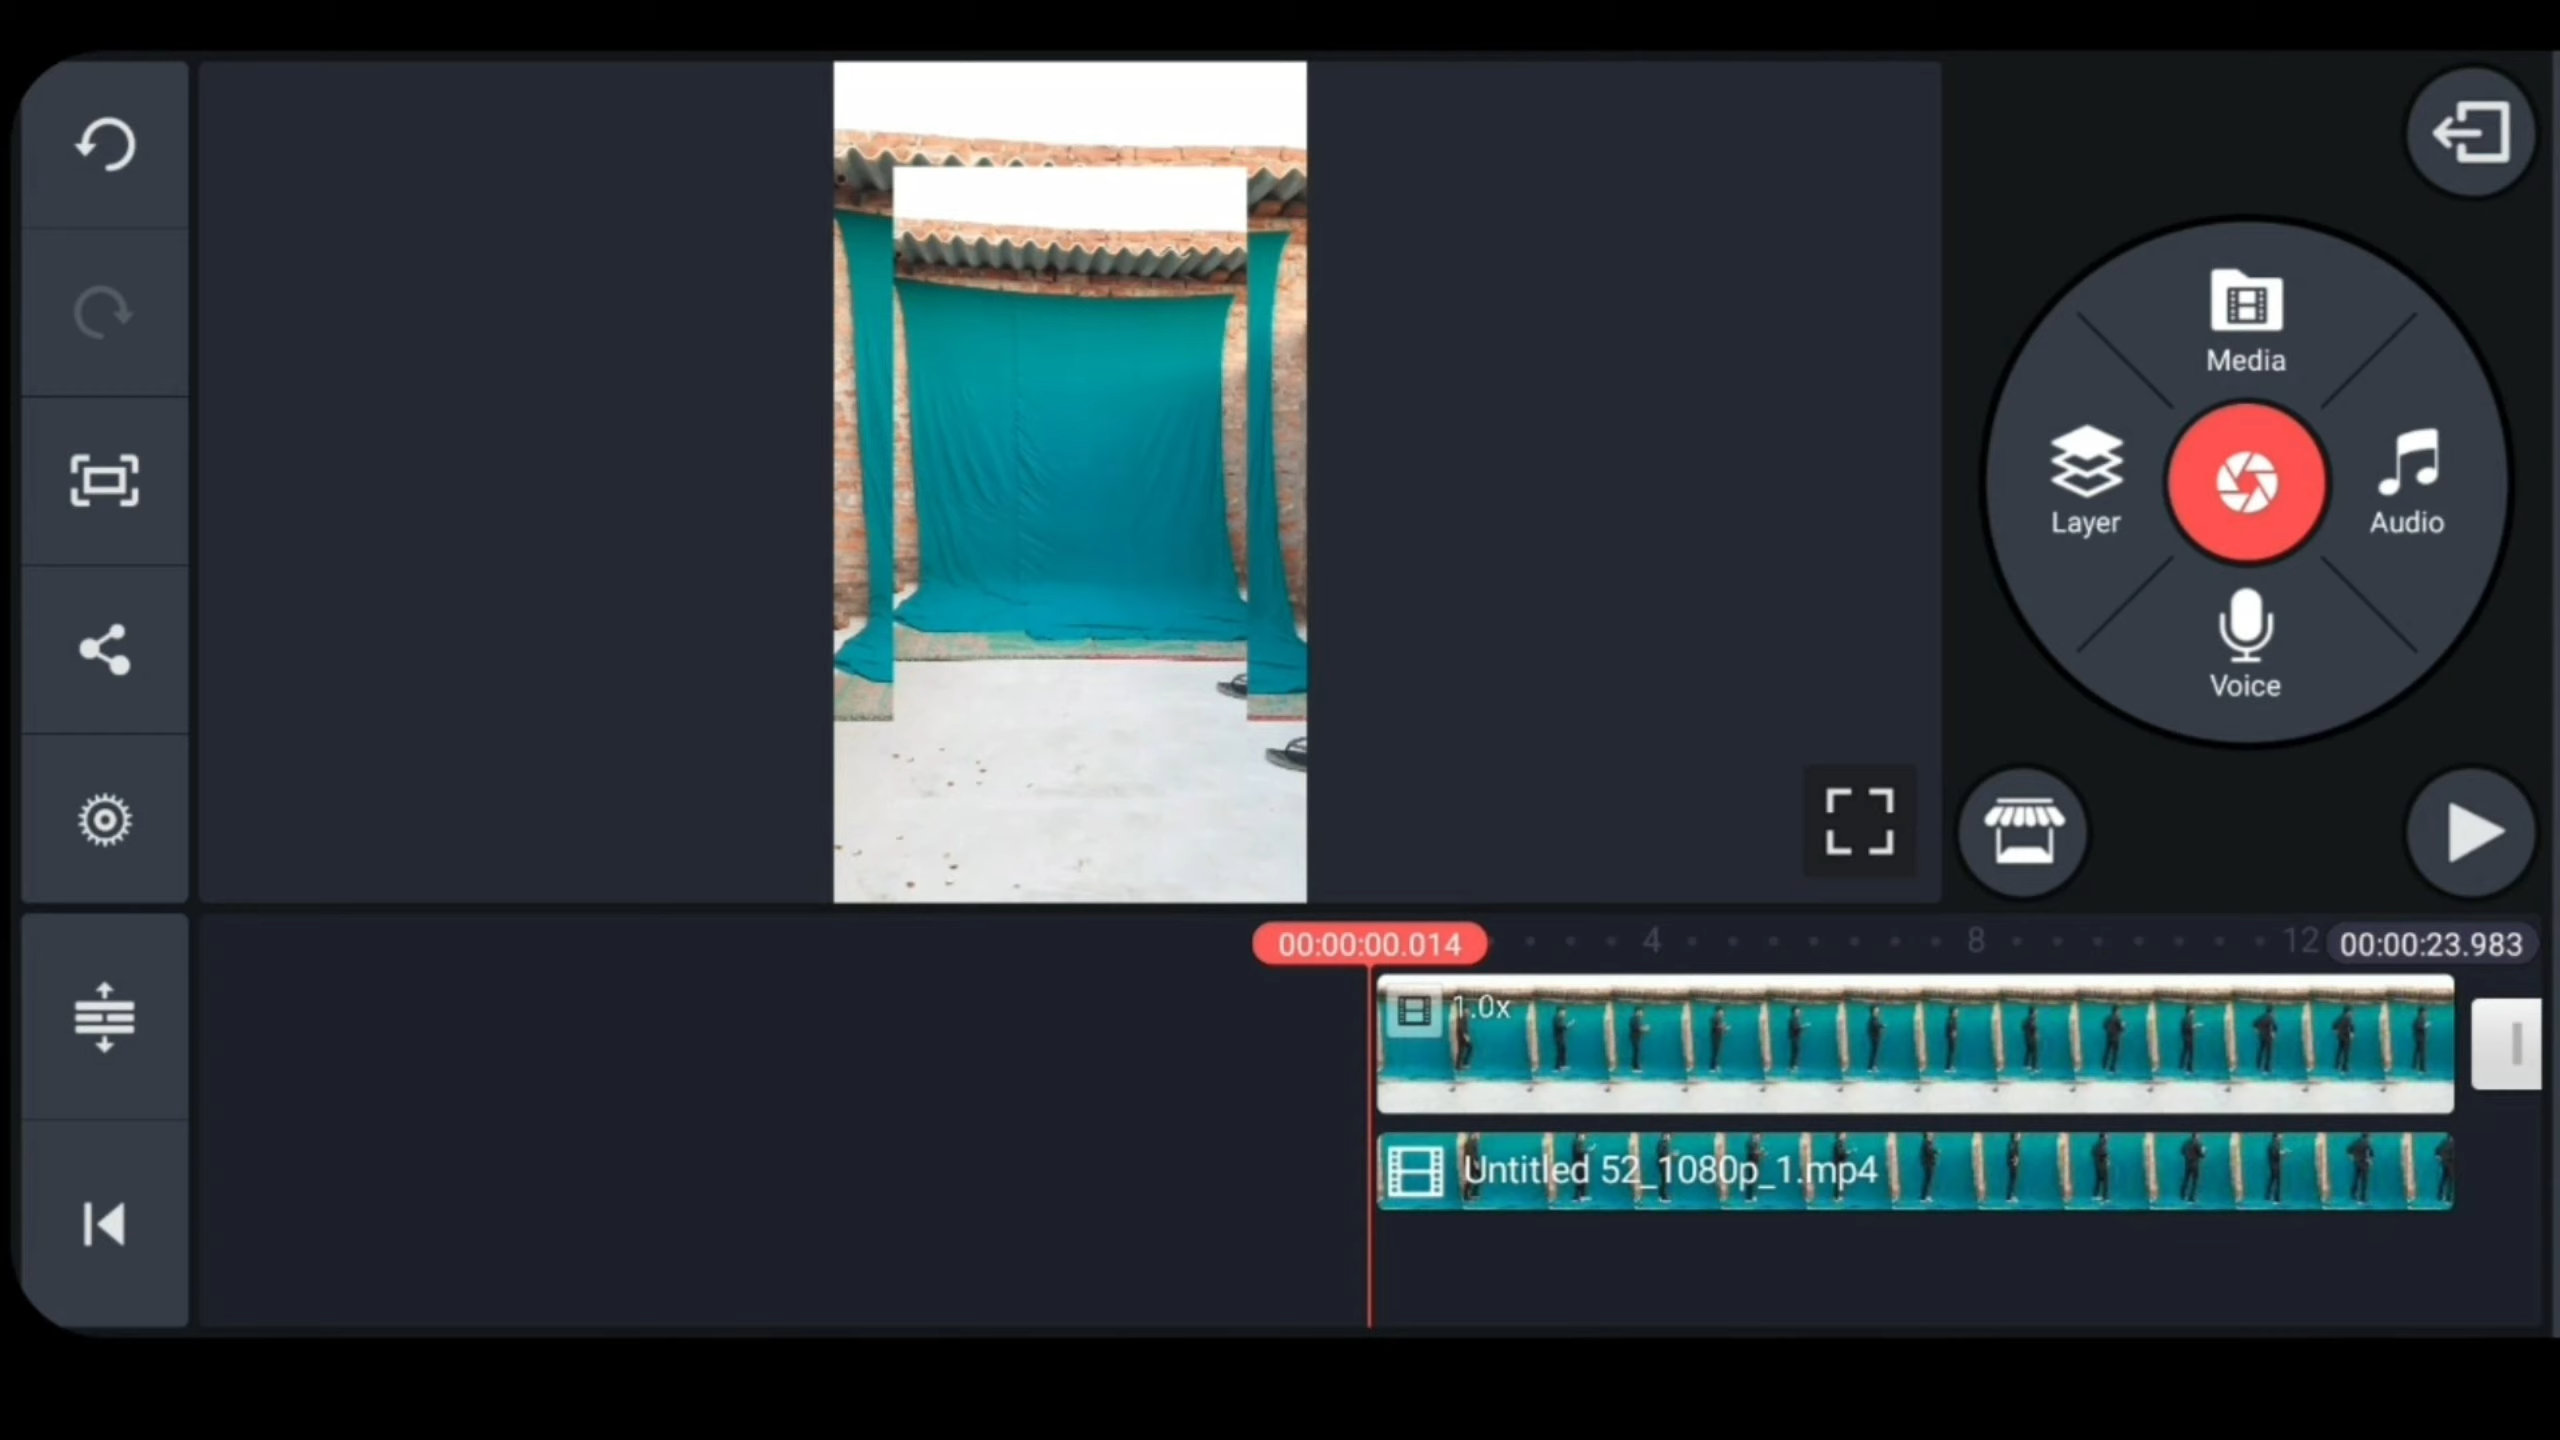 Media
Layer
Audio
Voice
00:00:00.014
4
8
12
00:00:23.983
1.0x
Untitled 52_1080p_1.mp4